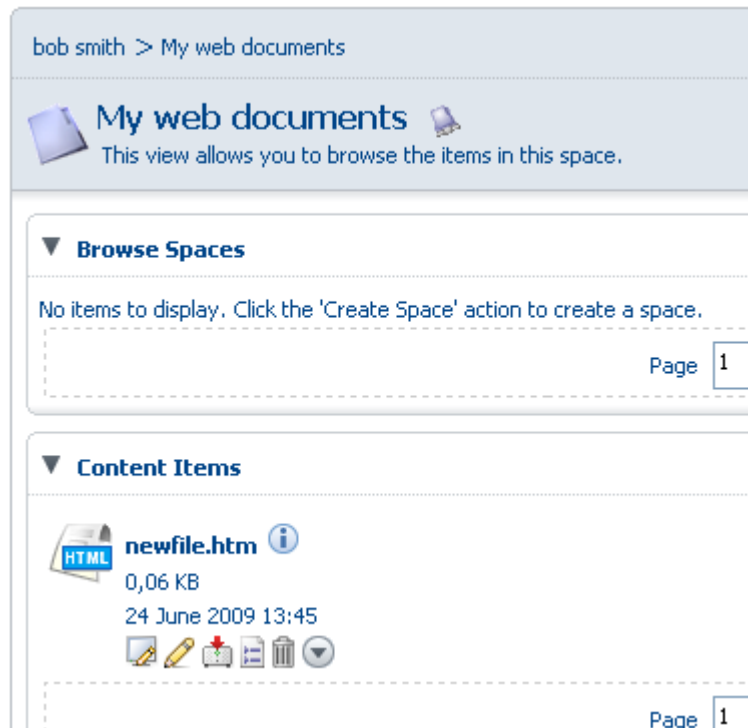 bob smith > My web documents
My web documents
This view allows you to browse the items in this space.
Browse Spaces
No items to display. Click the 'Create Space' action to create a space.
Page 1
Content Items
HTML
newfile.htm
0,06 KB
24 June 2009 13:45
Page 1